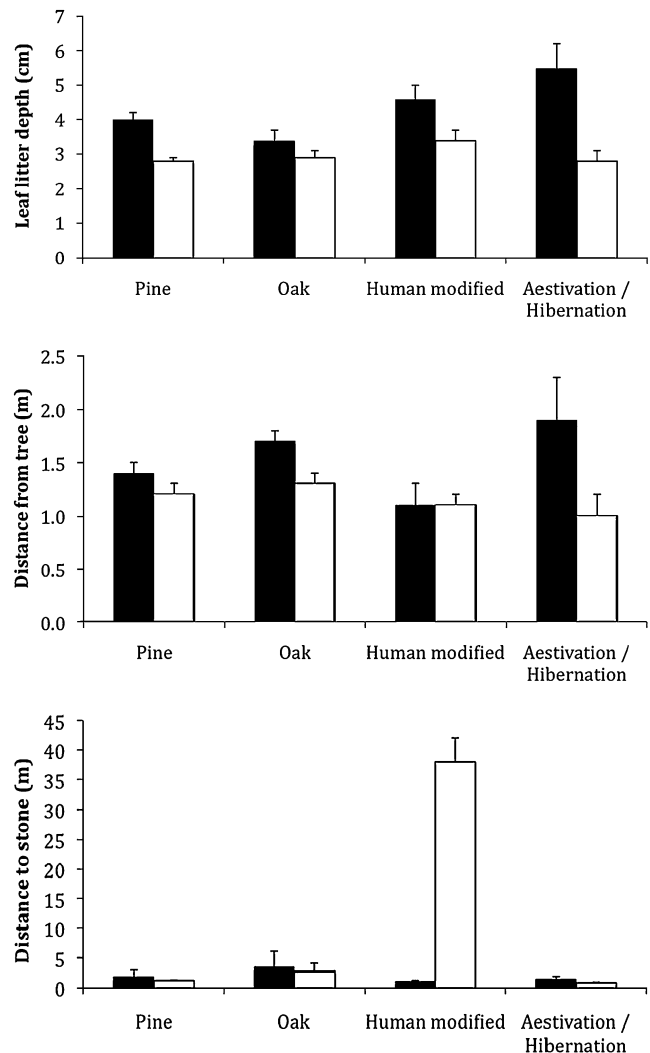 Leaf litter depth (cm)
7
6
5
4
3
2
1
0
Pine Oak Human modified Aestivation /
Hibernation
Distance from tree (m)
2.5
2.0
1.5
1.0
0.5
0.0
Pine Oak Human modified Aestivation /
Hibernation
Distance to stone (m)
45
40
35
30
25
20
15
10
5
0
Pine Oak Human modified Aestivation /
Hibernation